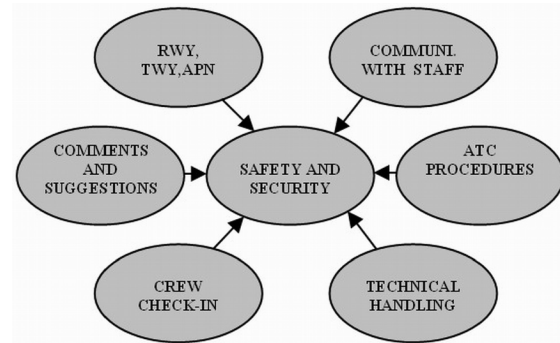 RWY,
TWY,APN
COMMUNI.
WITH STAFF
COMMENTS
AND
SUGGESTIONS
SAFETY AND
SECURITY
ATC
PROCEDURES
CREW
CHECK-IN
TECHNICAL
HANDLING